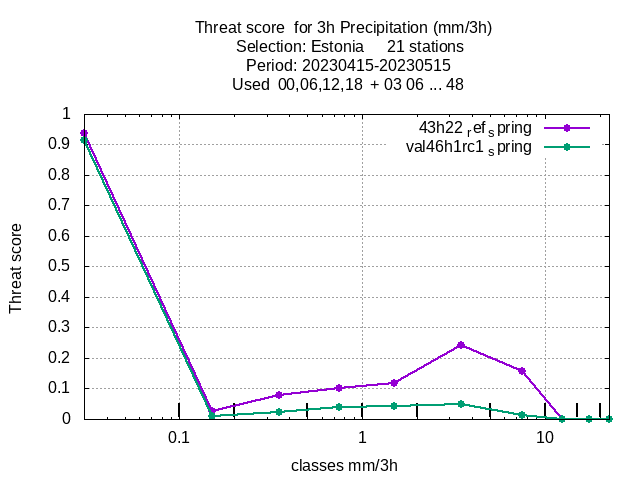 Threat score  for 3h Precipitation (mm/3h)
Selection: Estonia     21 stations
Period: 20230415-20230515
Used  00,06,12,18  + 03 06 ... 48
43h22 ref spring
val46h1rc1 spring
1
0.9
0.8
0.7
0.6
0.5
0.4
0.3
0.2
0.1
0
Threat score
0.1
1
10
classes mm/3h